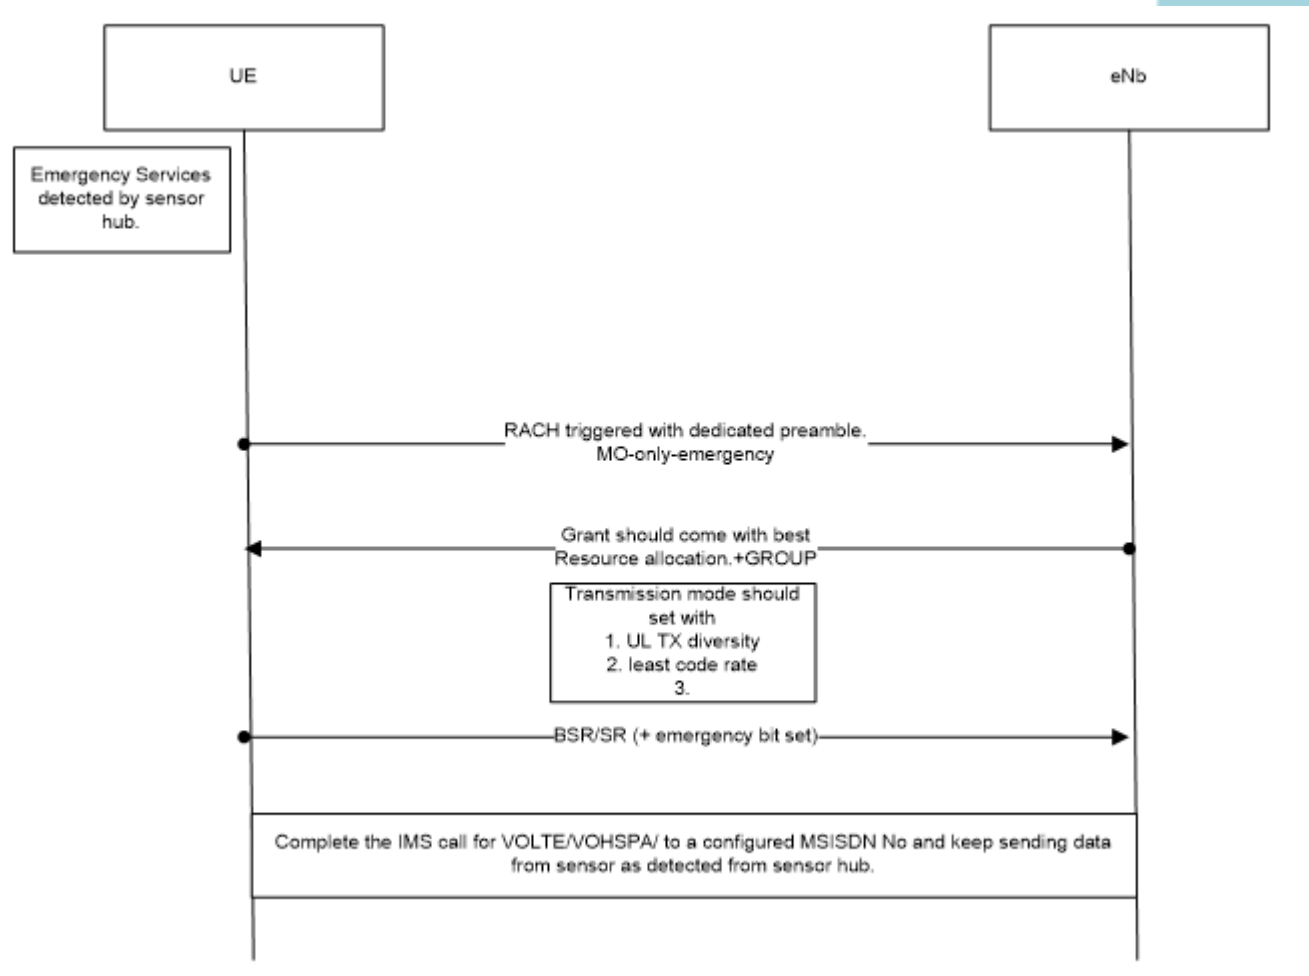 UE
eNb
Emergency Services
detected by sensor
hub.
RACH triggered with dedicated preamble.
MO-only-emergency
Grant should come with best
Resource allocation.+GROUP
Transmission mode should
set with
1. UL TX diversity
2. least code rate
3.
BSR/SR (+ emergency bit set)
Complete the IMS call for VOLTE/VOHSPA/ to a configured MSISDN No and keep sending data
from sensor as detected from sensor hub.